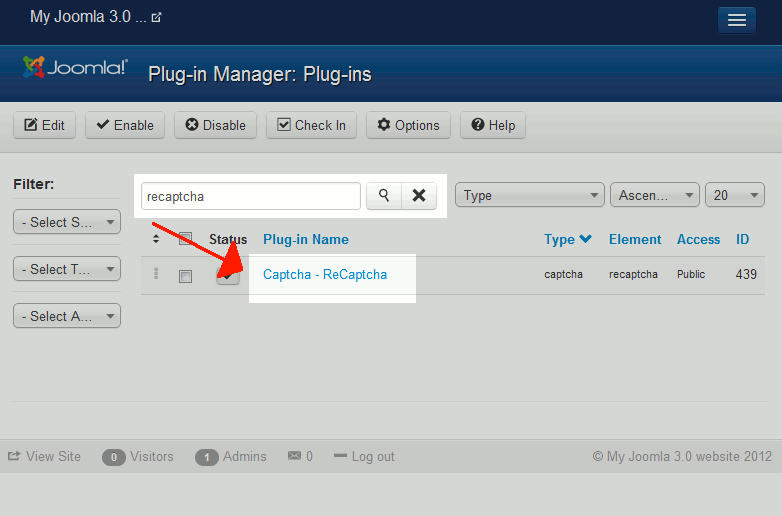 My Joomla 3.0 ...
Joomla!® Plug-in Manager: Plug-ins
Edit Enable Disable Check In Options Help
Filter:
recaptcha
Type Ascen... 20
- Select S...
Status Plug-in Name Type Element Access ID
- Select T...
Captcha - ReCaptcha captcha recaptcha Public 439
- Select A...
View Site 0 Visitors 1 Admins 0 Log out © My Joomla 3.0 website 2012